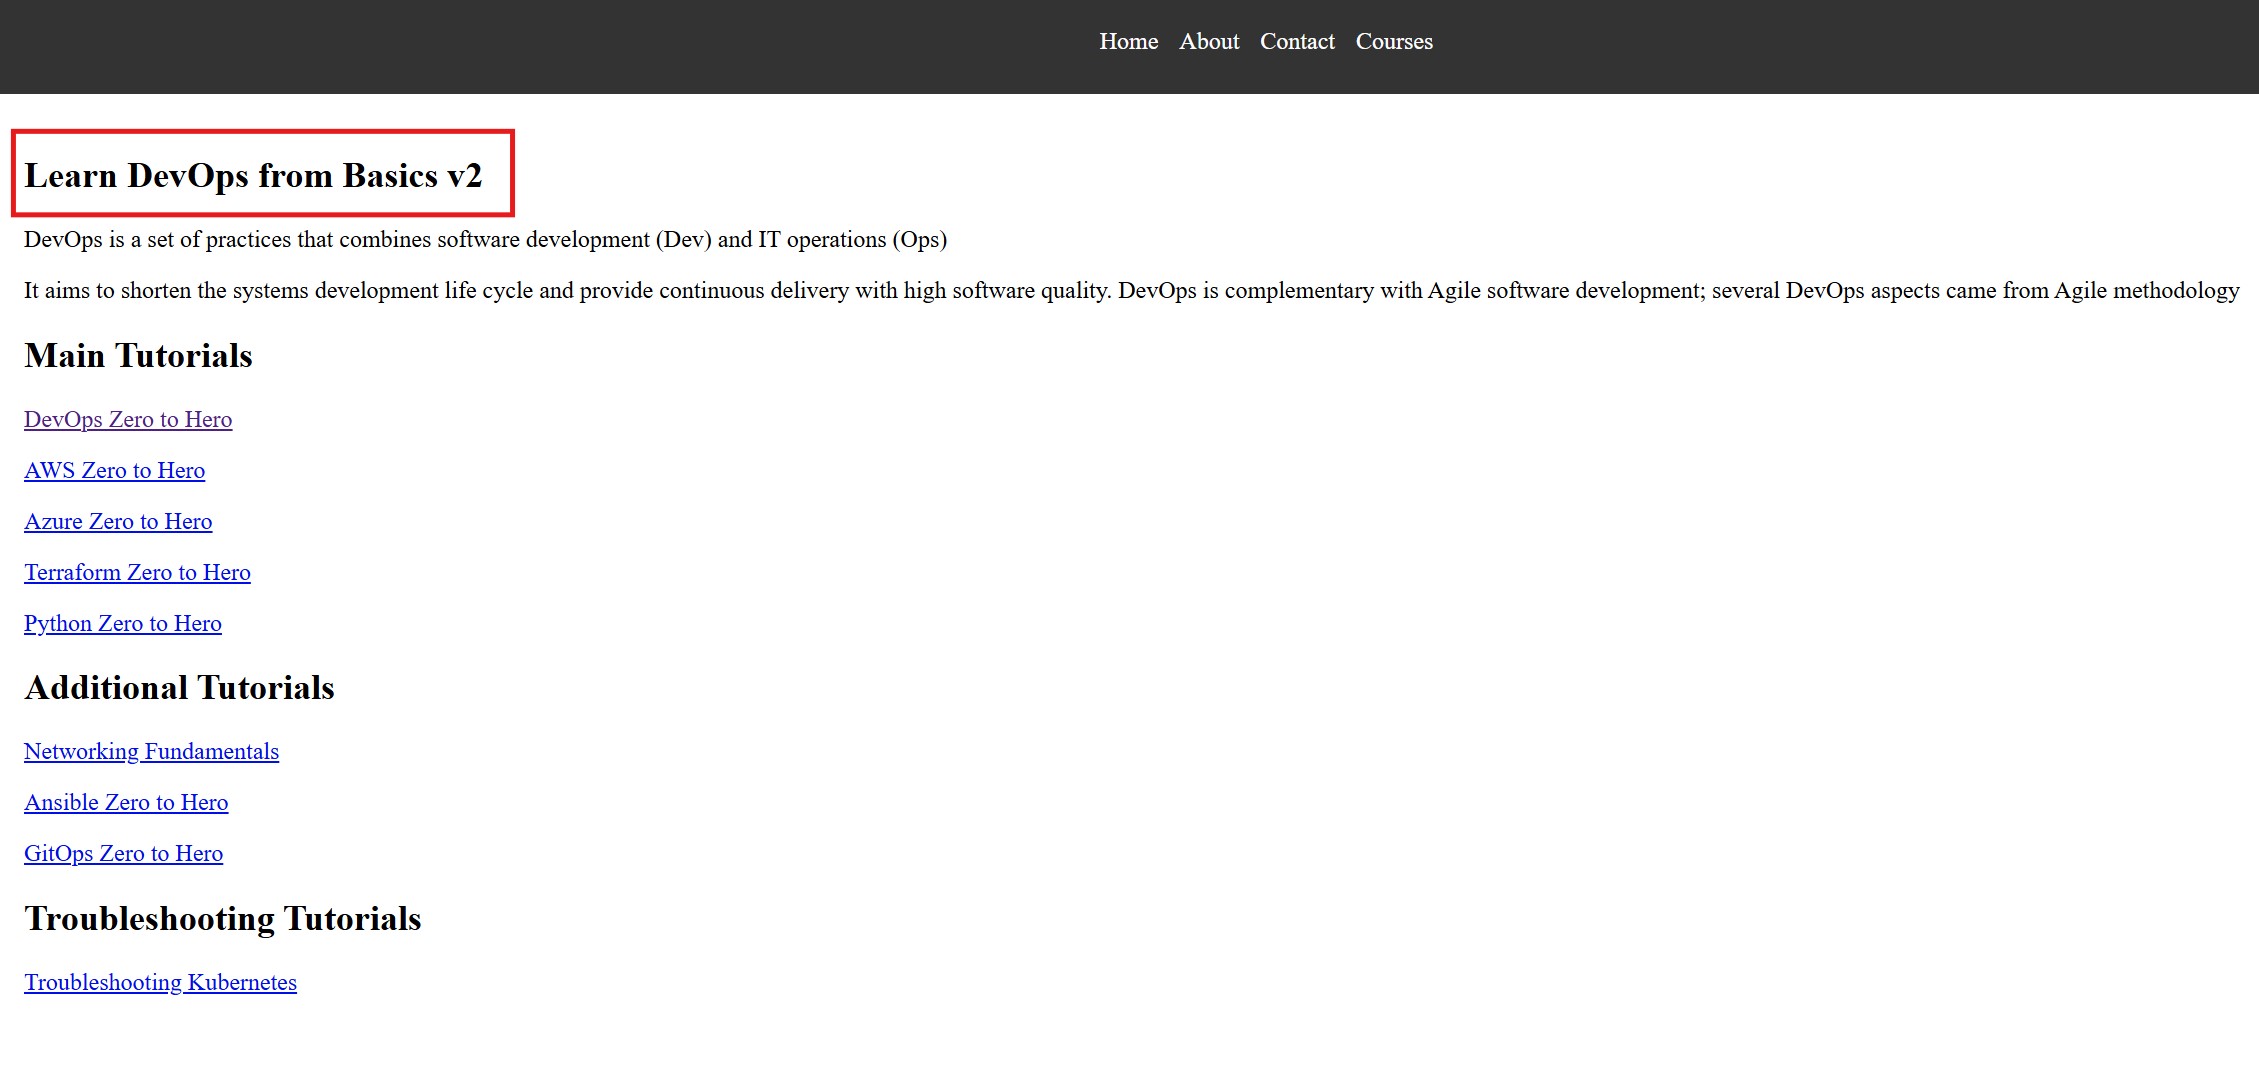 Home About Contact Courses
Learn DevOps from Basics v2
DevOps is a set of practices that combines software development (Dev) and IT operations (Ops)
It aims to shorten the systems development life cycle and provide continuous delivery with high software quality. DevOps is complementary with Agile software development; several DevOps aspects came from Agile methodology
Main Tutorials
DevOps Zero to Hero
AWS Zero to Hero
Azure Zero to Hero
Terraform Zero to Hero
Python Zero to Hero
Additional Tutorials
Networking Fundamentals
Ansible Zero to Hero
GitOps Zero to Hero
Troubleshooting Tutorials
Troubleshooting Kubernetes